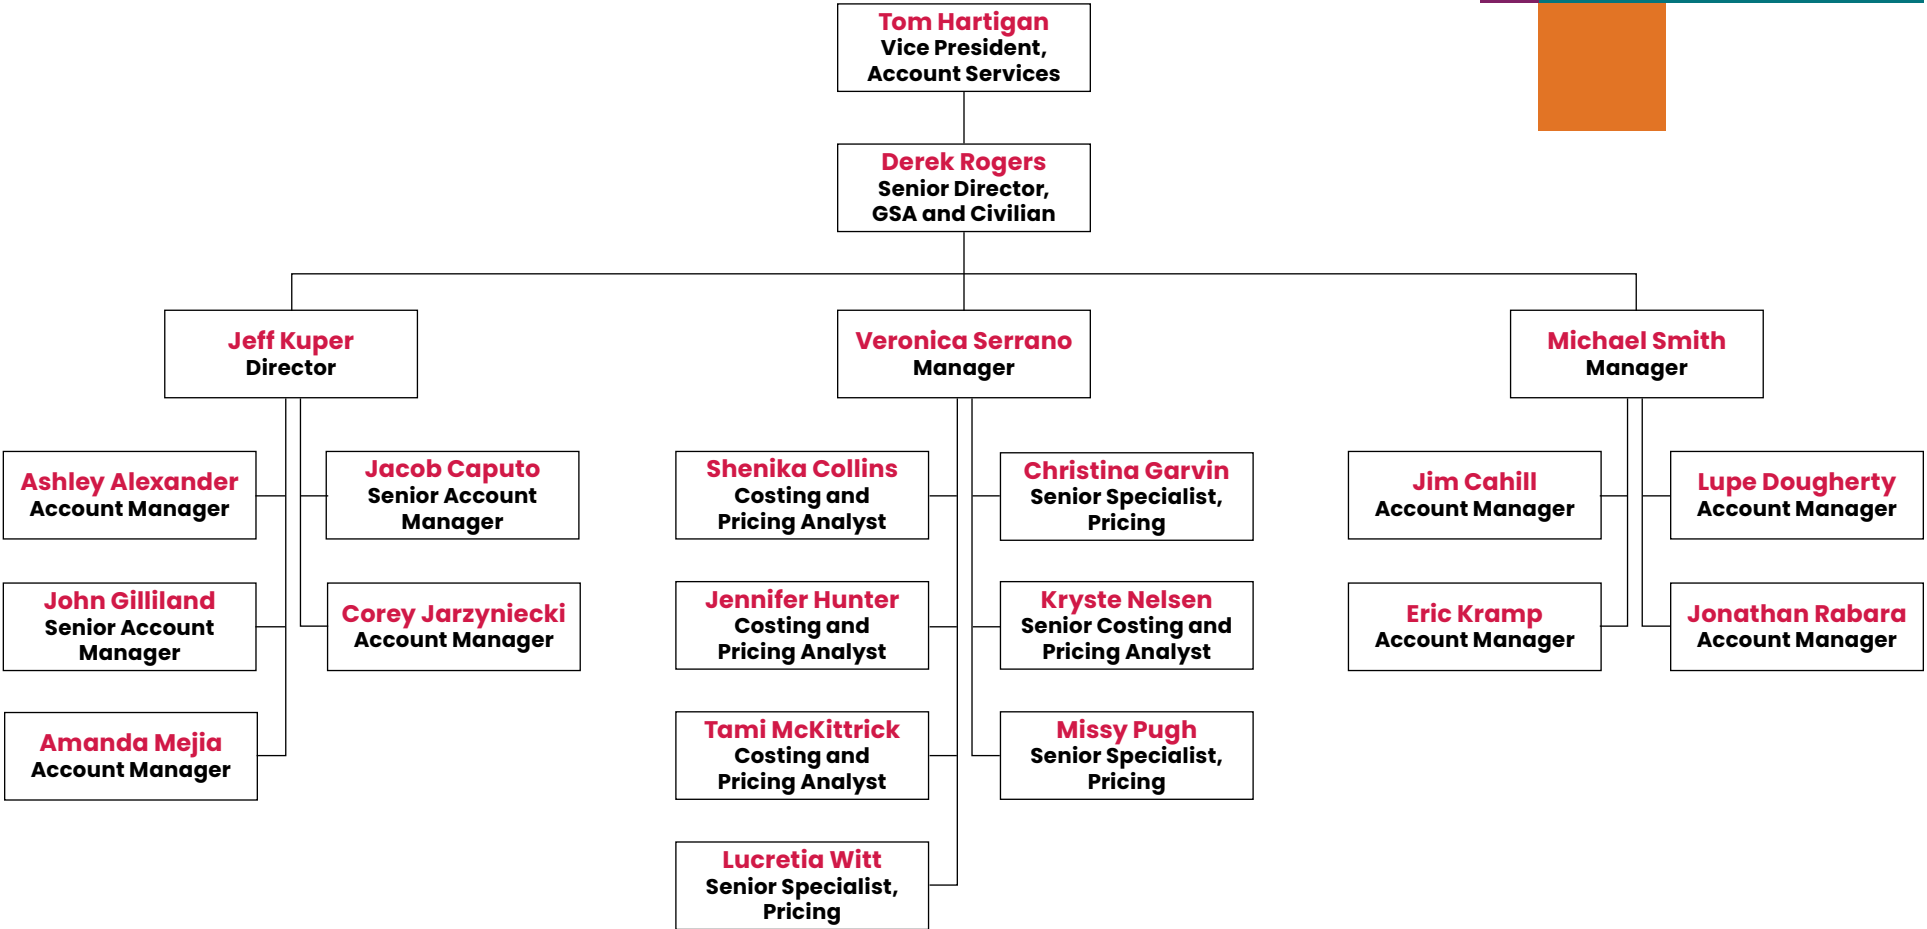 Tom Hartigan
Vice President,
Account Services
Derek Rogers
Senior Director,
GSA and Civilian
Jeff Kuper
Director
Veronica Serrano
Manager
Michael Smith
Manager
Ashley Alexander
Account Manager
Jacob Caputo
Senior Account
Manager
John Gilliland
Senior Account
Manager
Corey Jarzyniecki
Account Manager
Amanda Mejia
Account Manager
Shenika Collins
Costing and
Pricing Analyst
Christina Garvin
Senior Specialist,
Pricing
Jennifer Hunter
Costing and
Pricing Analyst
Kryste Nelsen
Senior Costing and
Pricing Analyst
Tami McKittrick
Costing and
Pricing Analyst
Missy Pugh
Senior Specialist,
Pricing
Lucretia Witt
Senior Specialist,
Pricing
Jim Cahill
Account Manager
Lupe Dougherty
Account Manager
Eric Kramp
Account Manager
Jonathan Rabara
Account Manager